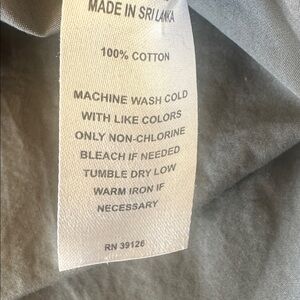 MADE IN SRI LANKA
100% COTTON
MACHINE WASH COLD
WITH LIKE COLORS
ONLY NON-CHLORINE
BLEACH IF NEEDED
TUMBLE DRY LOW
WARM IRON IF
NECESSARY
RN 39126